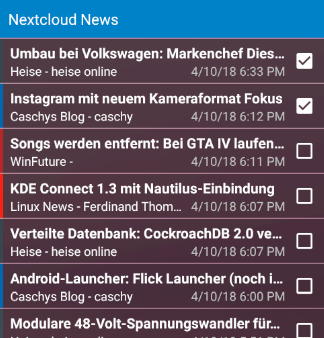 Nextcloud News
Umbau bei Volkswagen: Markenchef Dies...
Heise - heise online 4/10/18 6:33 PM
Instagram mit neuem Kameraformat Fokus
Caschys Blog - caschy 4/10/18 6:12 PM
Songs werden entfernt: Bei GTA IV laufen...
WinFuture - 4/10/18 6:11 PM
KDE Connect 1.3 mit Nautilus-Einbindung
Linux News - Ferdinand Thom... 4/10/18 6:07 PM
Verteilte Datenbank: CockroachDB 2.0 ve...
Heise - heise online 4/10/18 6:07 PM
Android-Launcher: Flick Launcher (noch i...
Caschys Blog - caschy 4/10/18 6:00 PM
Modulare 48-Volt-Spannungswandler für...